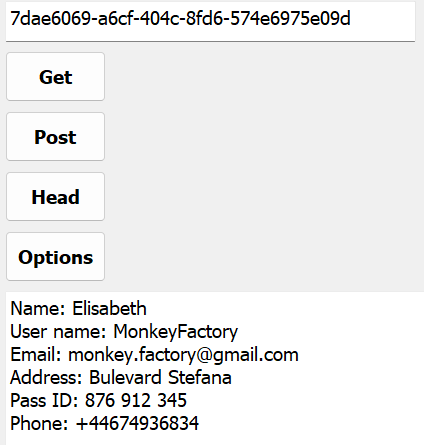 7dae6069-a6cf-404c-8fd6-574e6975e09d
Get
Post
Head
Options
Name: Elisabeth
User name: MonkeyFactory
Email: monkey.factory@gmail.com
Address: Bulevard Stefana
Pass ID: 876 912 345
Phone: +44674936834